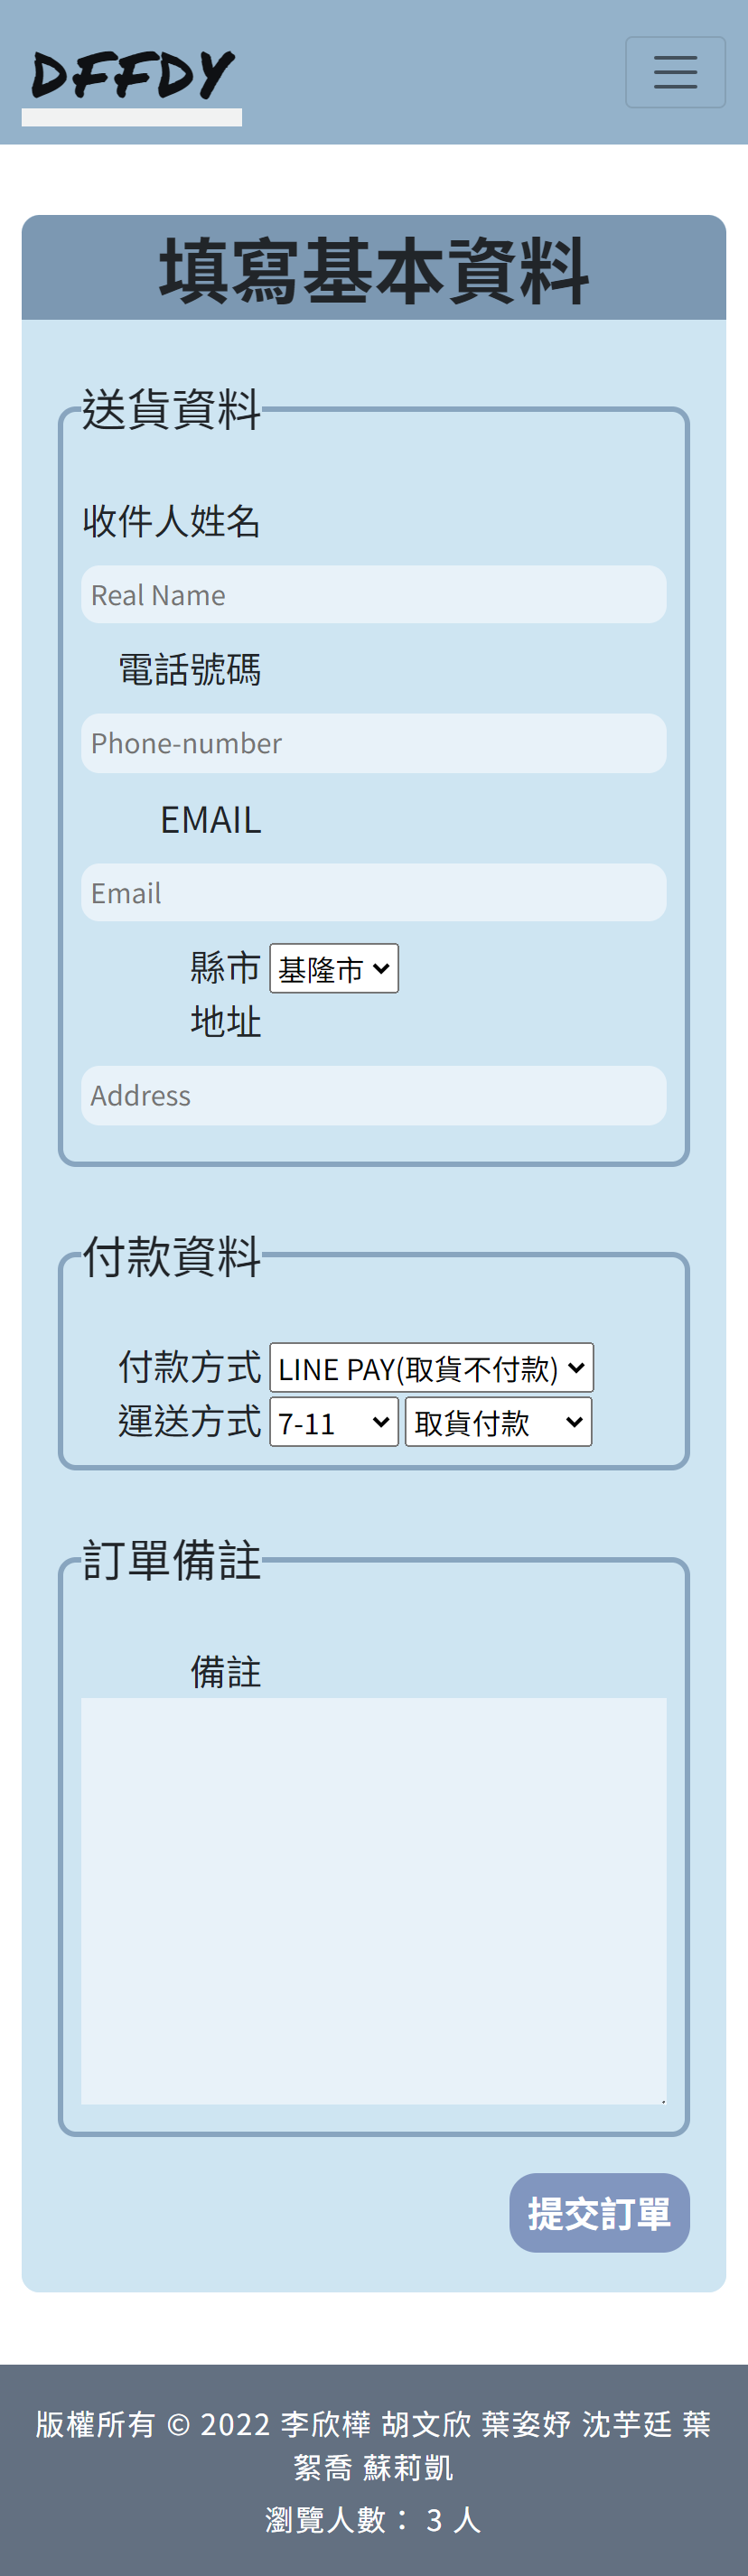 DFFDY
填寫基本資料
送貨資料
收件人姓名
Real Name
電話號碼
Phone-number
EMAIL
Email
縣市 基隆市
地址
Address
付款資料
付款方式 LINE PAY(取貨不付款)
運送方式 7-11 取貨付款
訂單備註
備註
提交訂單
版權所有 © 2022 李欣樺 胡文欣 葉姿妤 沈芋廷 葉
絮喬 蘇莉凱
瀏覽人數： 3 人